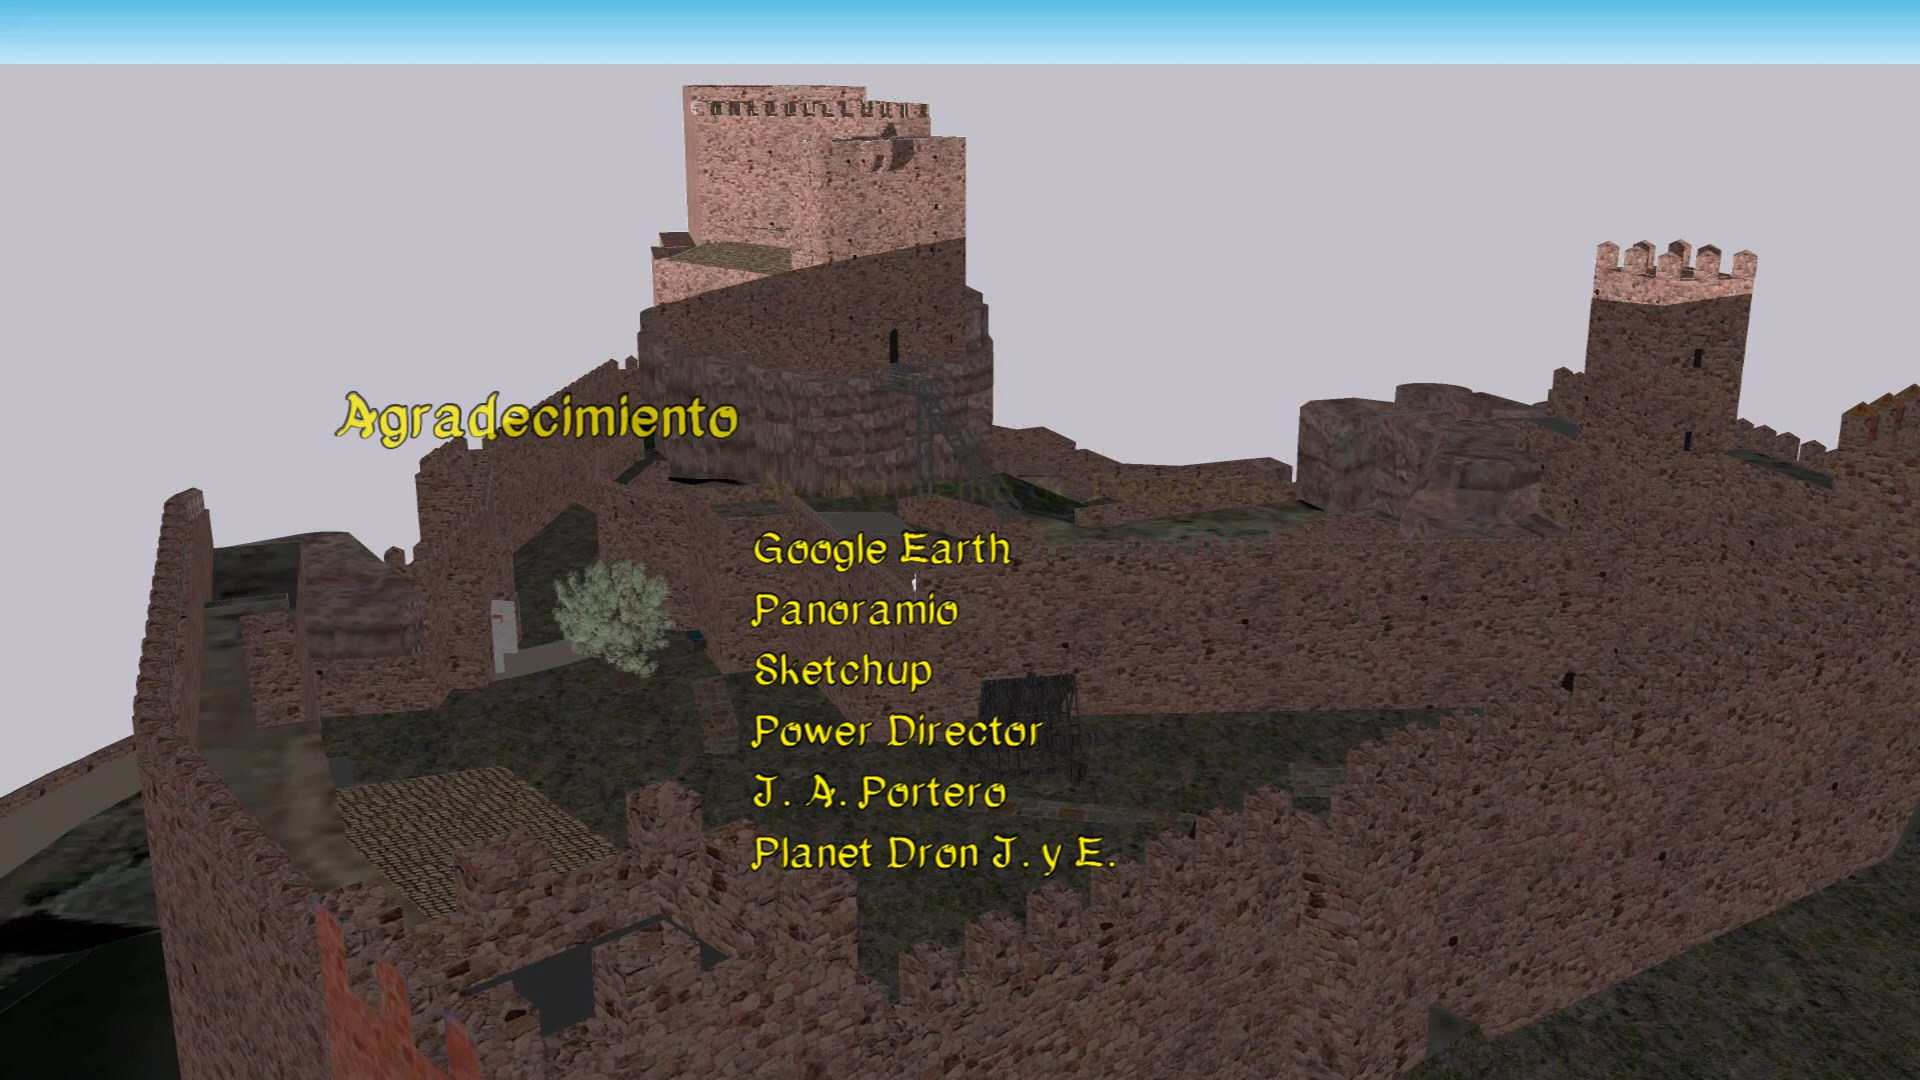 Agradecimiento
Google Earth
Panoramio
Sketchup
Power Director
J. A. Portero
Planet Dron J. y E.